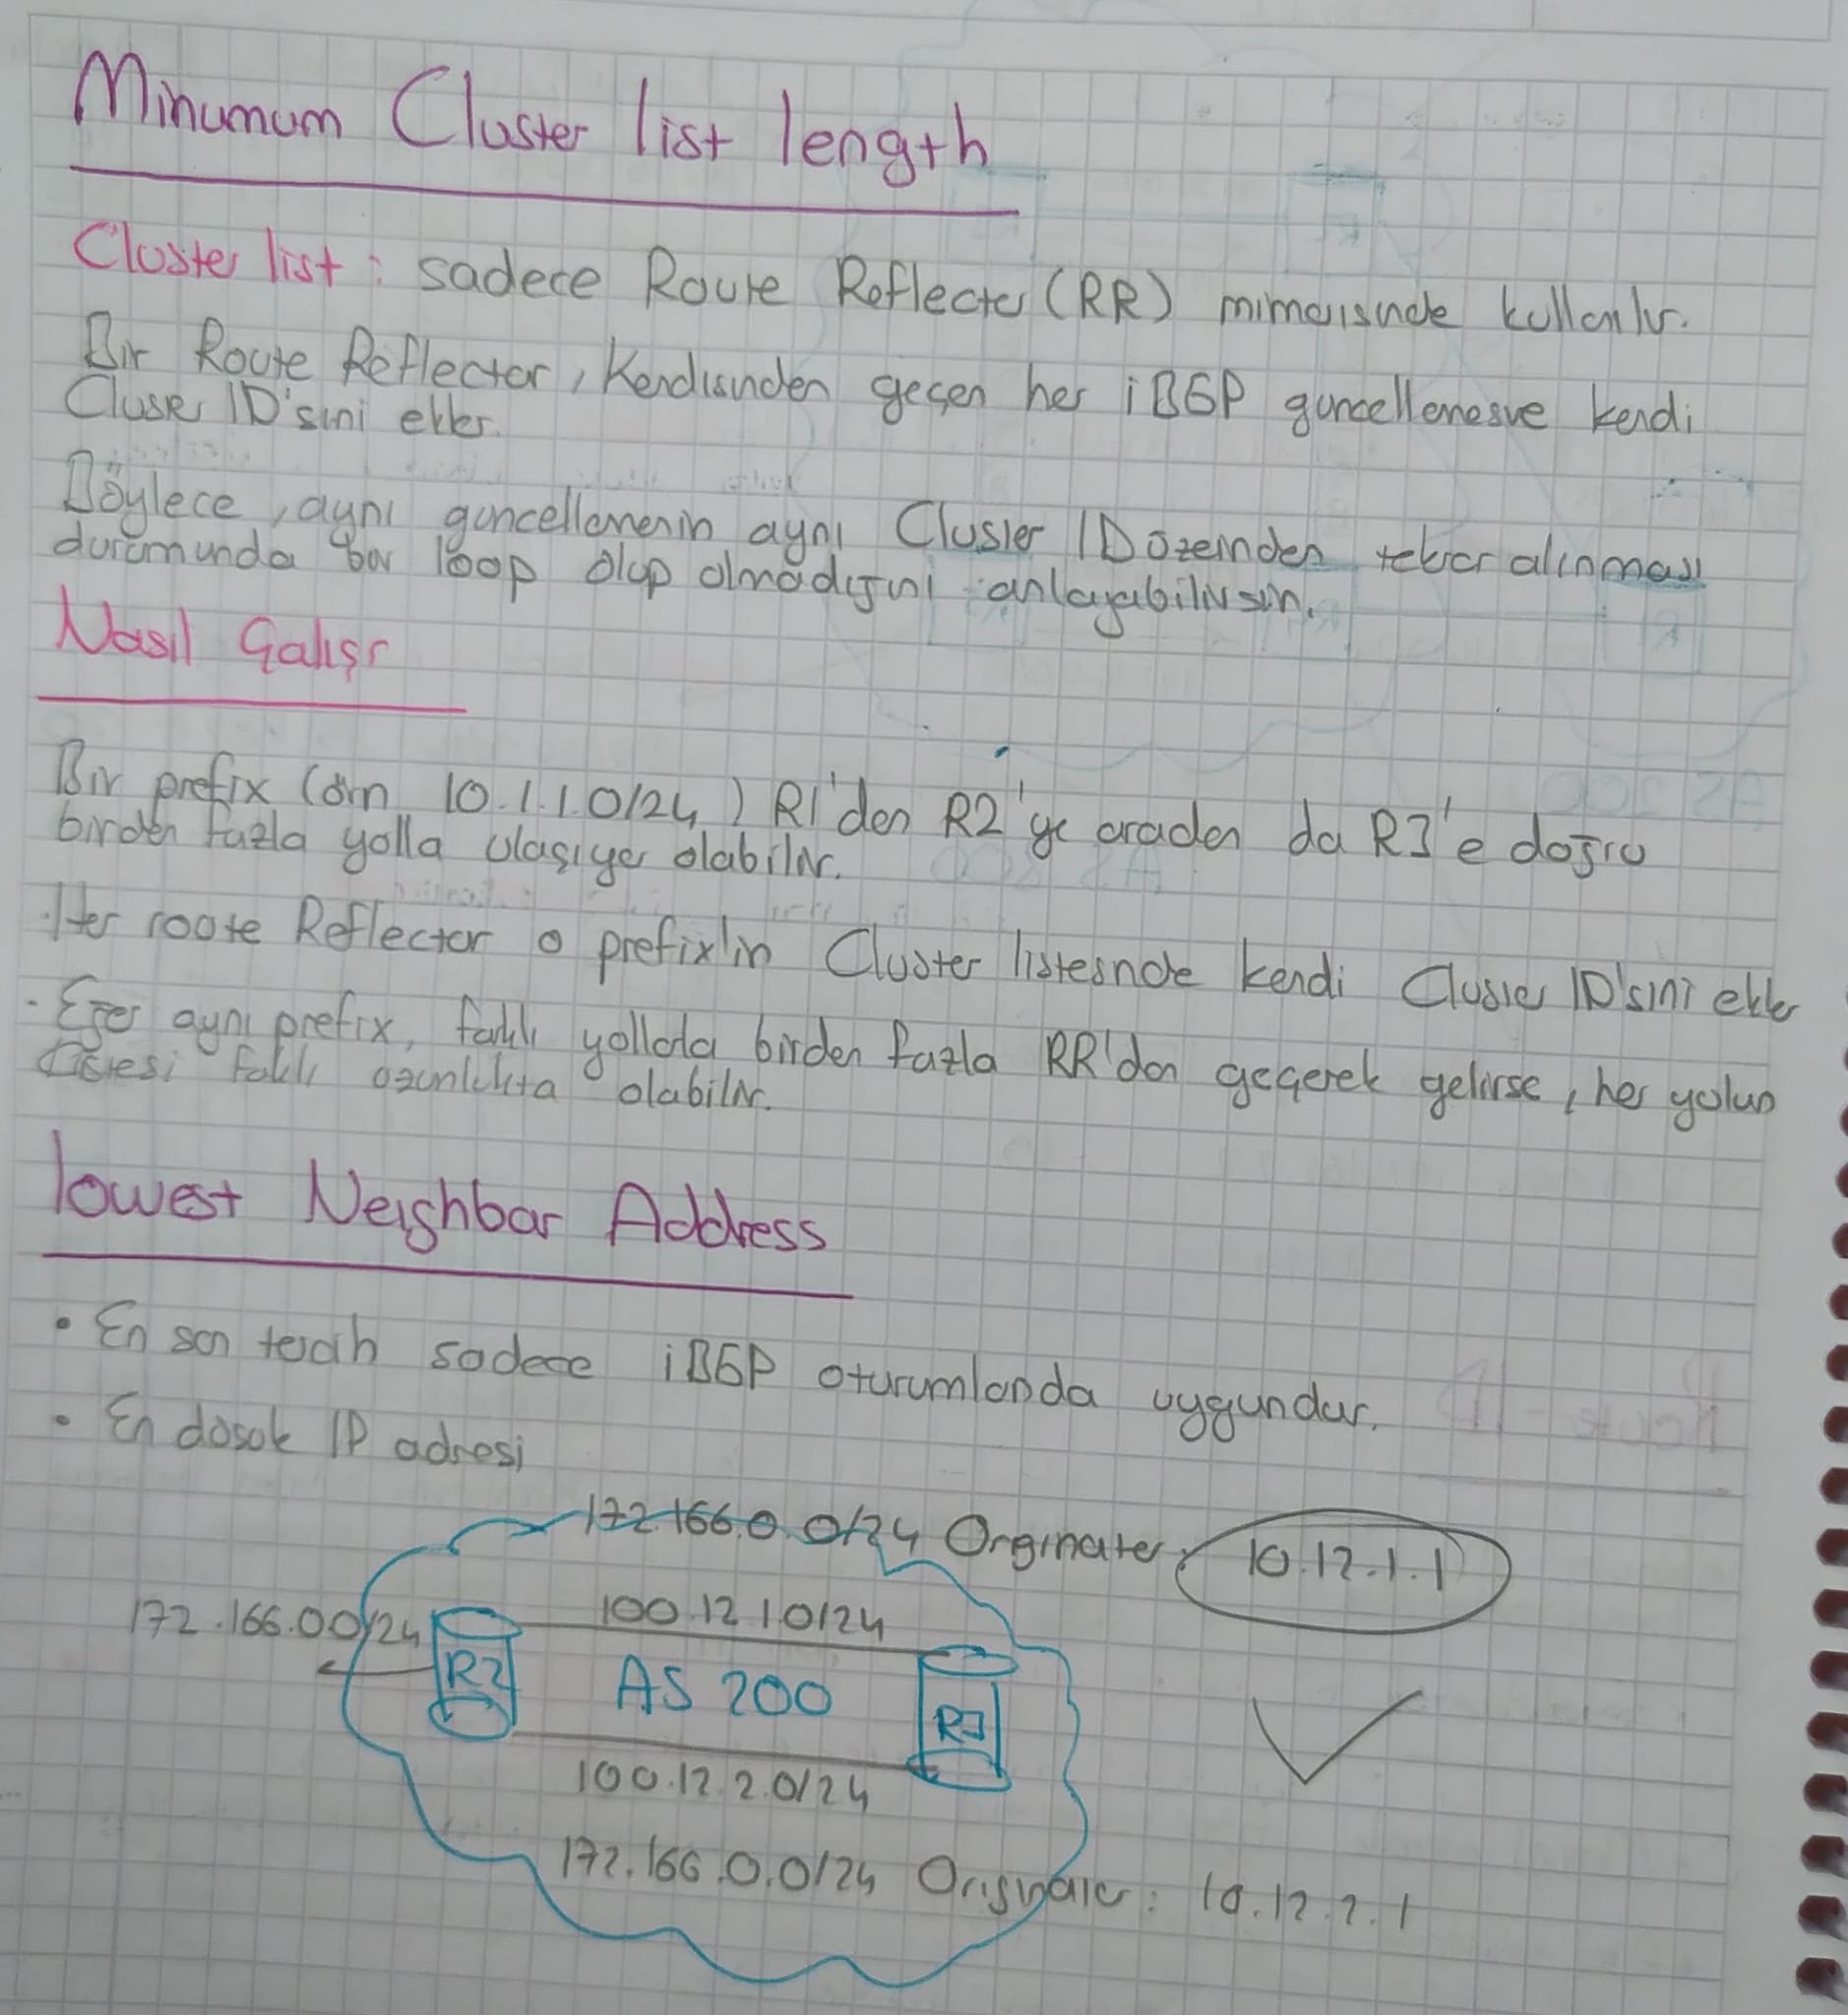 Minumum Cluster list length
Cluster list : sadece Route Reflecter (RR) mimarisinde kullanılır.
Bir Route Reflector, Kendisinden geçen her iBGP güncellemesine kendi
Cluser ID'sini ekler.
Böylece, aynı güncellemenin aynı Cluster ID üzerinden tekrar alınması
durumunda bir loop olup olmadığını anlayabilirsin.
Nasıl Çalışır
Bir prefix (örn 10.1.1.0/24) R1'den R2'ye oradan da R3'e doğru
birden fazla yolla ulaşıyor olabilir.
Her route Reflector o prefix'in Cluster listesinde kendi Cluster ID'sini ekler
· Eğer aynı prefix, farklı yollarla birden fazla RR'dan geçerek gelirse, her yolun
listesi farklı uzunlukta olabilir.
lowest Neighbar Address
• En son tercih sadece iBGP oturumlarında uygundur.
• En düşük IP adresi
172.166.0.0/24 Orginater: 10.12.1.1
172.166.0.0/24
100.12.1.0/24
R2 AS 200 R3
100.12.2.0/24
172.166.0.0/24 Originater: 10.12.2.1